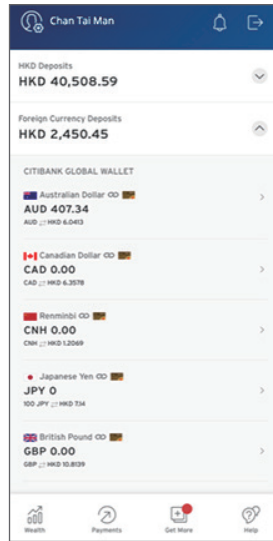 Chan Tai Man
HKD Deposits
HKD 40,508.59
Foreign Currency Deposits
HKD 2,450.45
CITIBANK GLOBAL WALLET
Australian Dollar
AUD 407.34
AUD ⇄ HKD 6.0413
Canadian Dollar
CAD 0.00
CAD ⇄ HKD 6.3578
Renminbi
CNH 0.00
CNH ⇄ HKD 1.2069
Japanese Yen
JPY 0
100 JPY ⇄ HKD 7.14
British Pound
GBP 0.00
GBP ⇄ HKD 10.8139
Wealth
Payments
Get More
Help